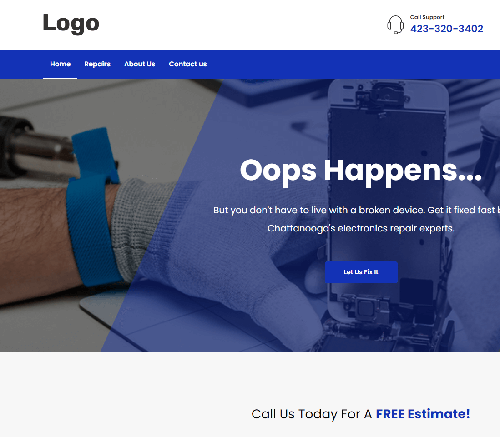 Logo
Call Support
423-320-3402
Home Repairs About Us Contact us
Oops Happens...
But you don't have to live with a broken device. Get it fixed fast
Chattanooga's electronics repair experts.
Let Us Fix It
Call Us Today For A FREE Estimate!